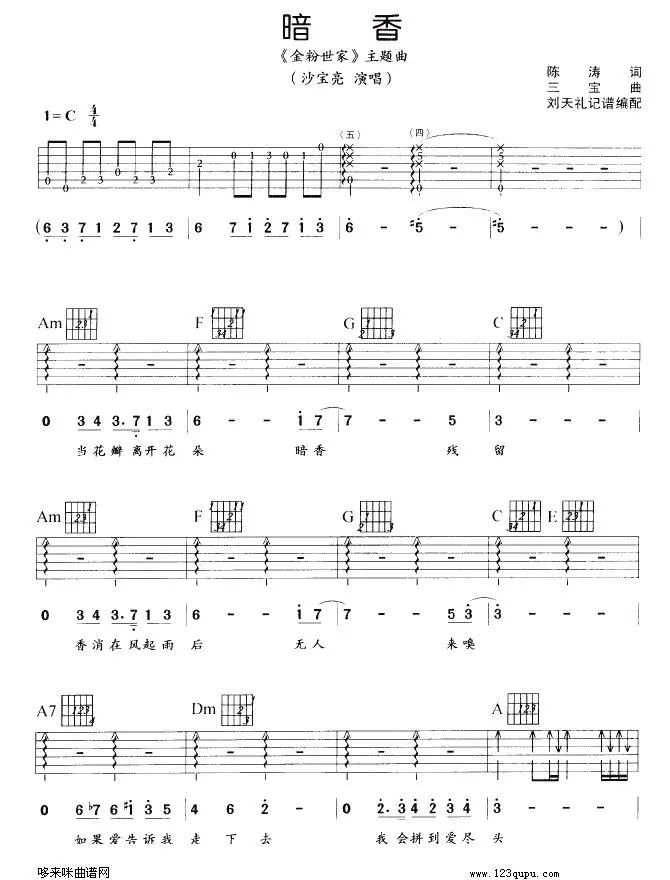 暗香
《金粉世家》主题曲
（沙宝亮 演唱）
陈涛词
三宝曲
刘天礼记谱编配
1=C 4/4
（五） （四）
0 0 2 3 0 2 3 2 2 0 1 3 0 1 0 5 0 5 0
(6 3 7 1 2 7 1 3 6 7 1 2 7 1 3 6 - #5 - #5 - - -)
Am F G C
0 3 4 3. 7 1 3 6 - - 1 7 7 - - 5 3 - - -
当花瓣离开花朵 暗香 残留
Am F G C E
0 3 4 3. 7 1 3 6 - - 1 7 7 - - 5 3 3 - - -
香消在风起雨后 无人 来嗅
A7 Dm A
0 6 b7 6 #1 3 5 4 6 2 - 0 2. 3 4 2 3 4 3 - - -
如果爱告诉我走下去 我会拼到爱尽头
哆来咪曲谱网
www.123qupu.com